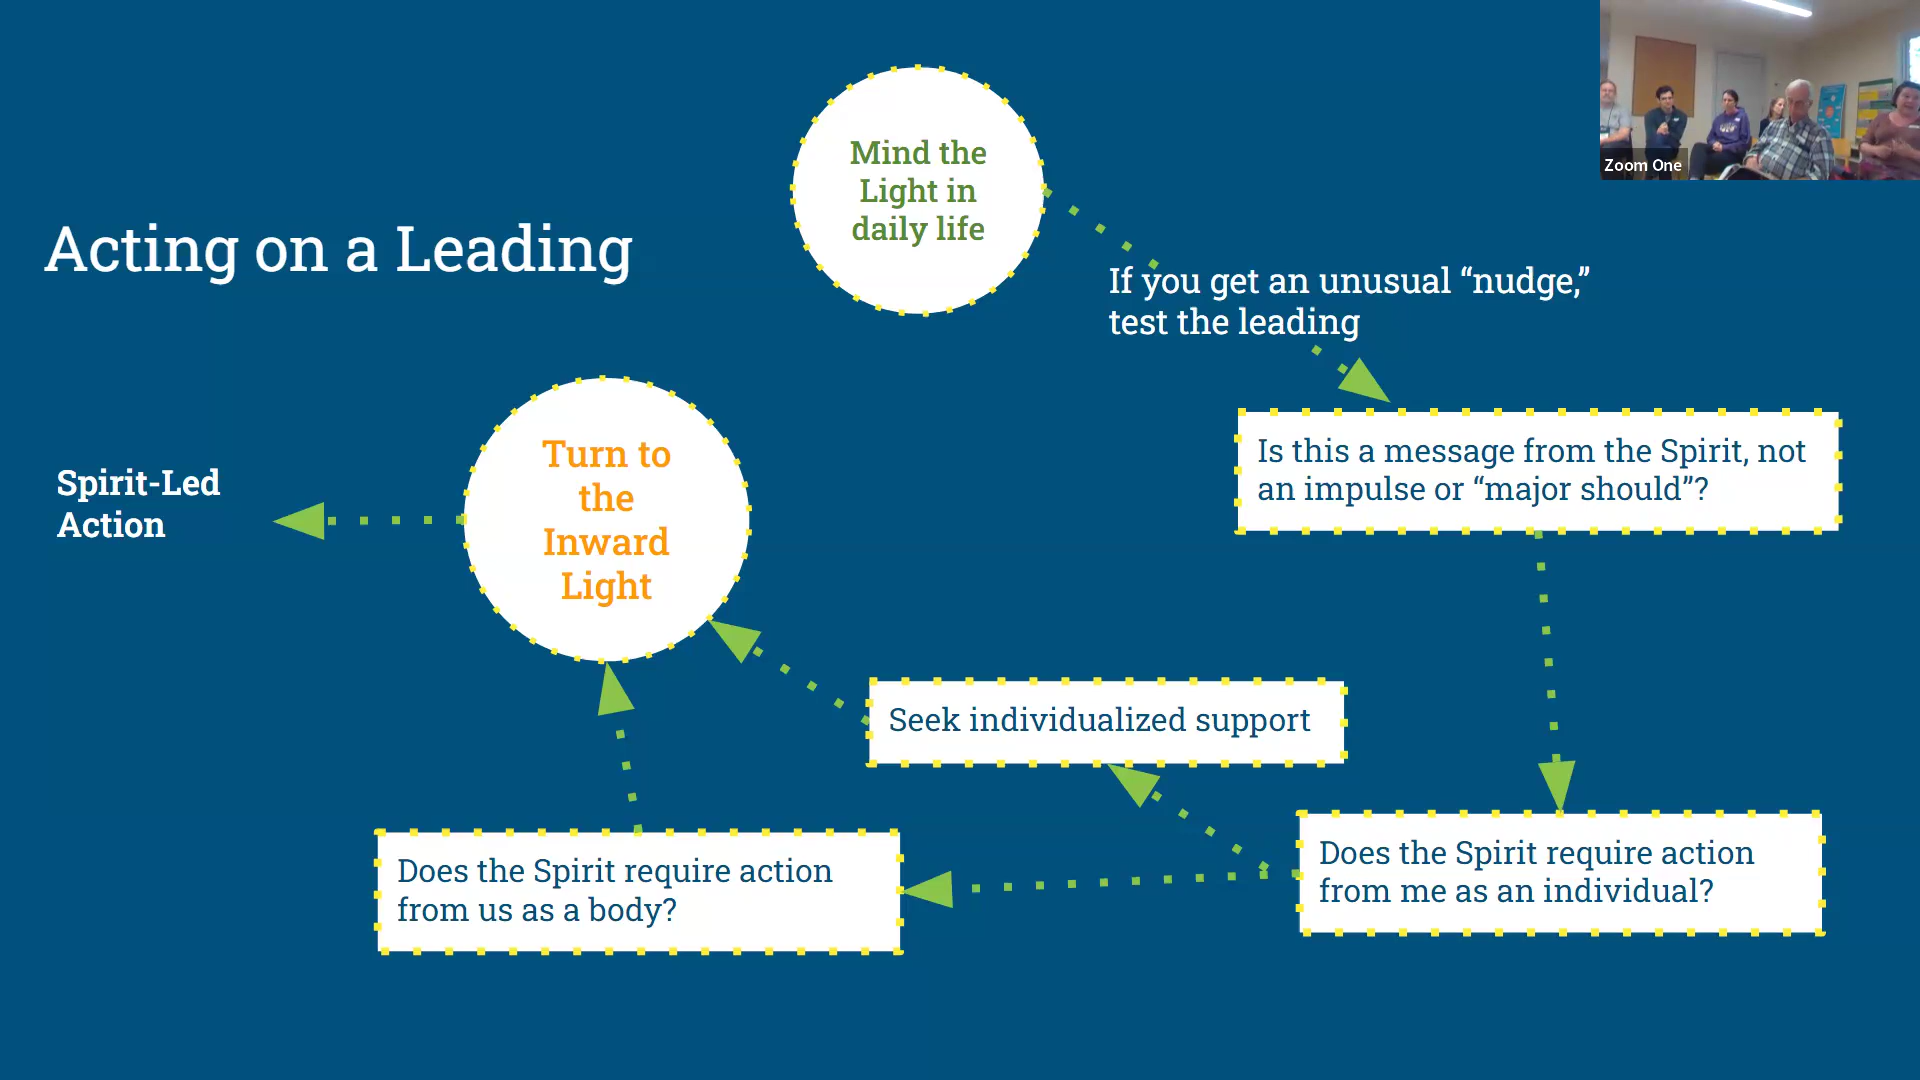 Acting on a Leading
Mind the
Light in
daily life
If you get an unusual “nudge,”
test the leading
Is this a message from the Spirit, not
an impulse or “major should”?
Does the Spirit require action
from me as an individual?
Seek individualized support
Does the Spirit require action
from us as a body?
Turn to
the
Inward
Light
Spirit-Led
Action
Zoom One